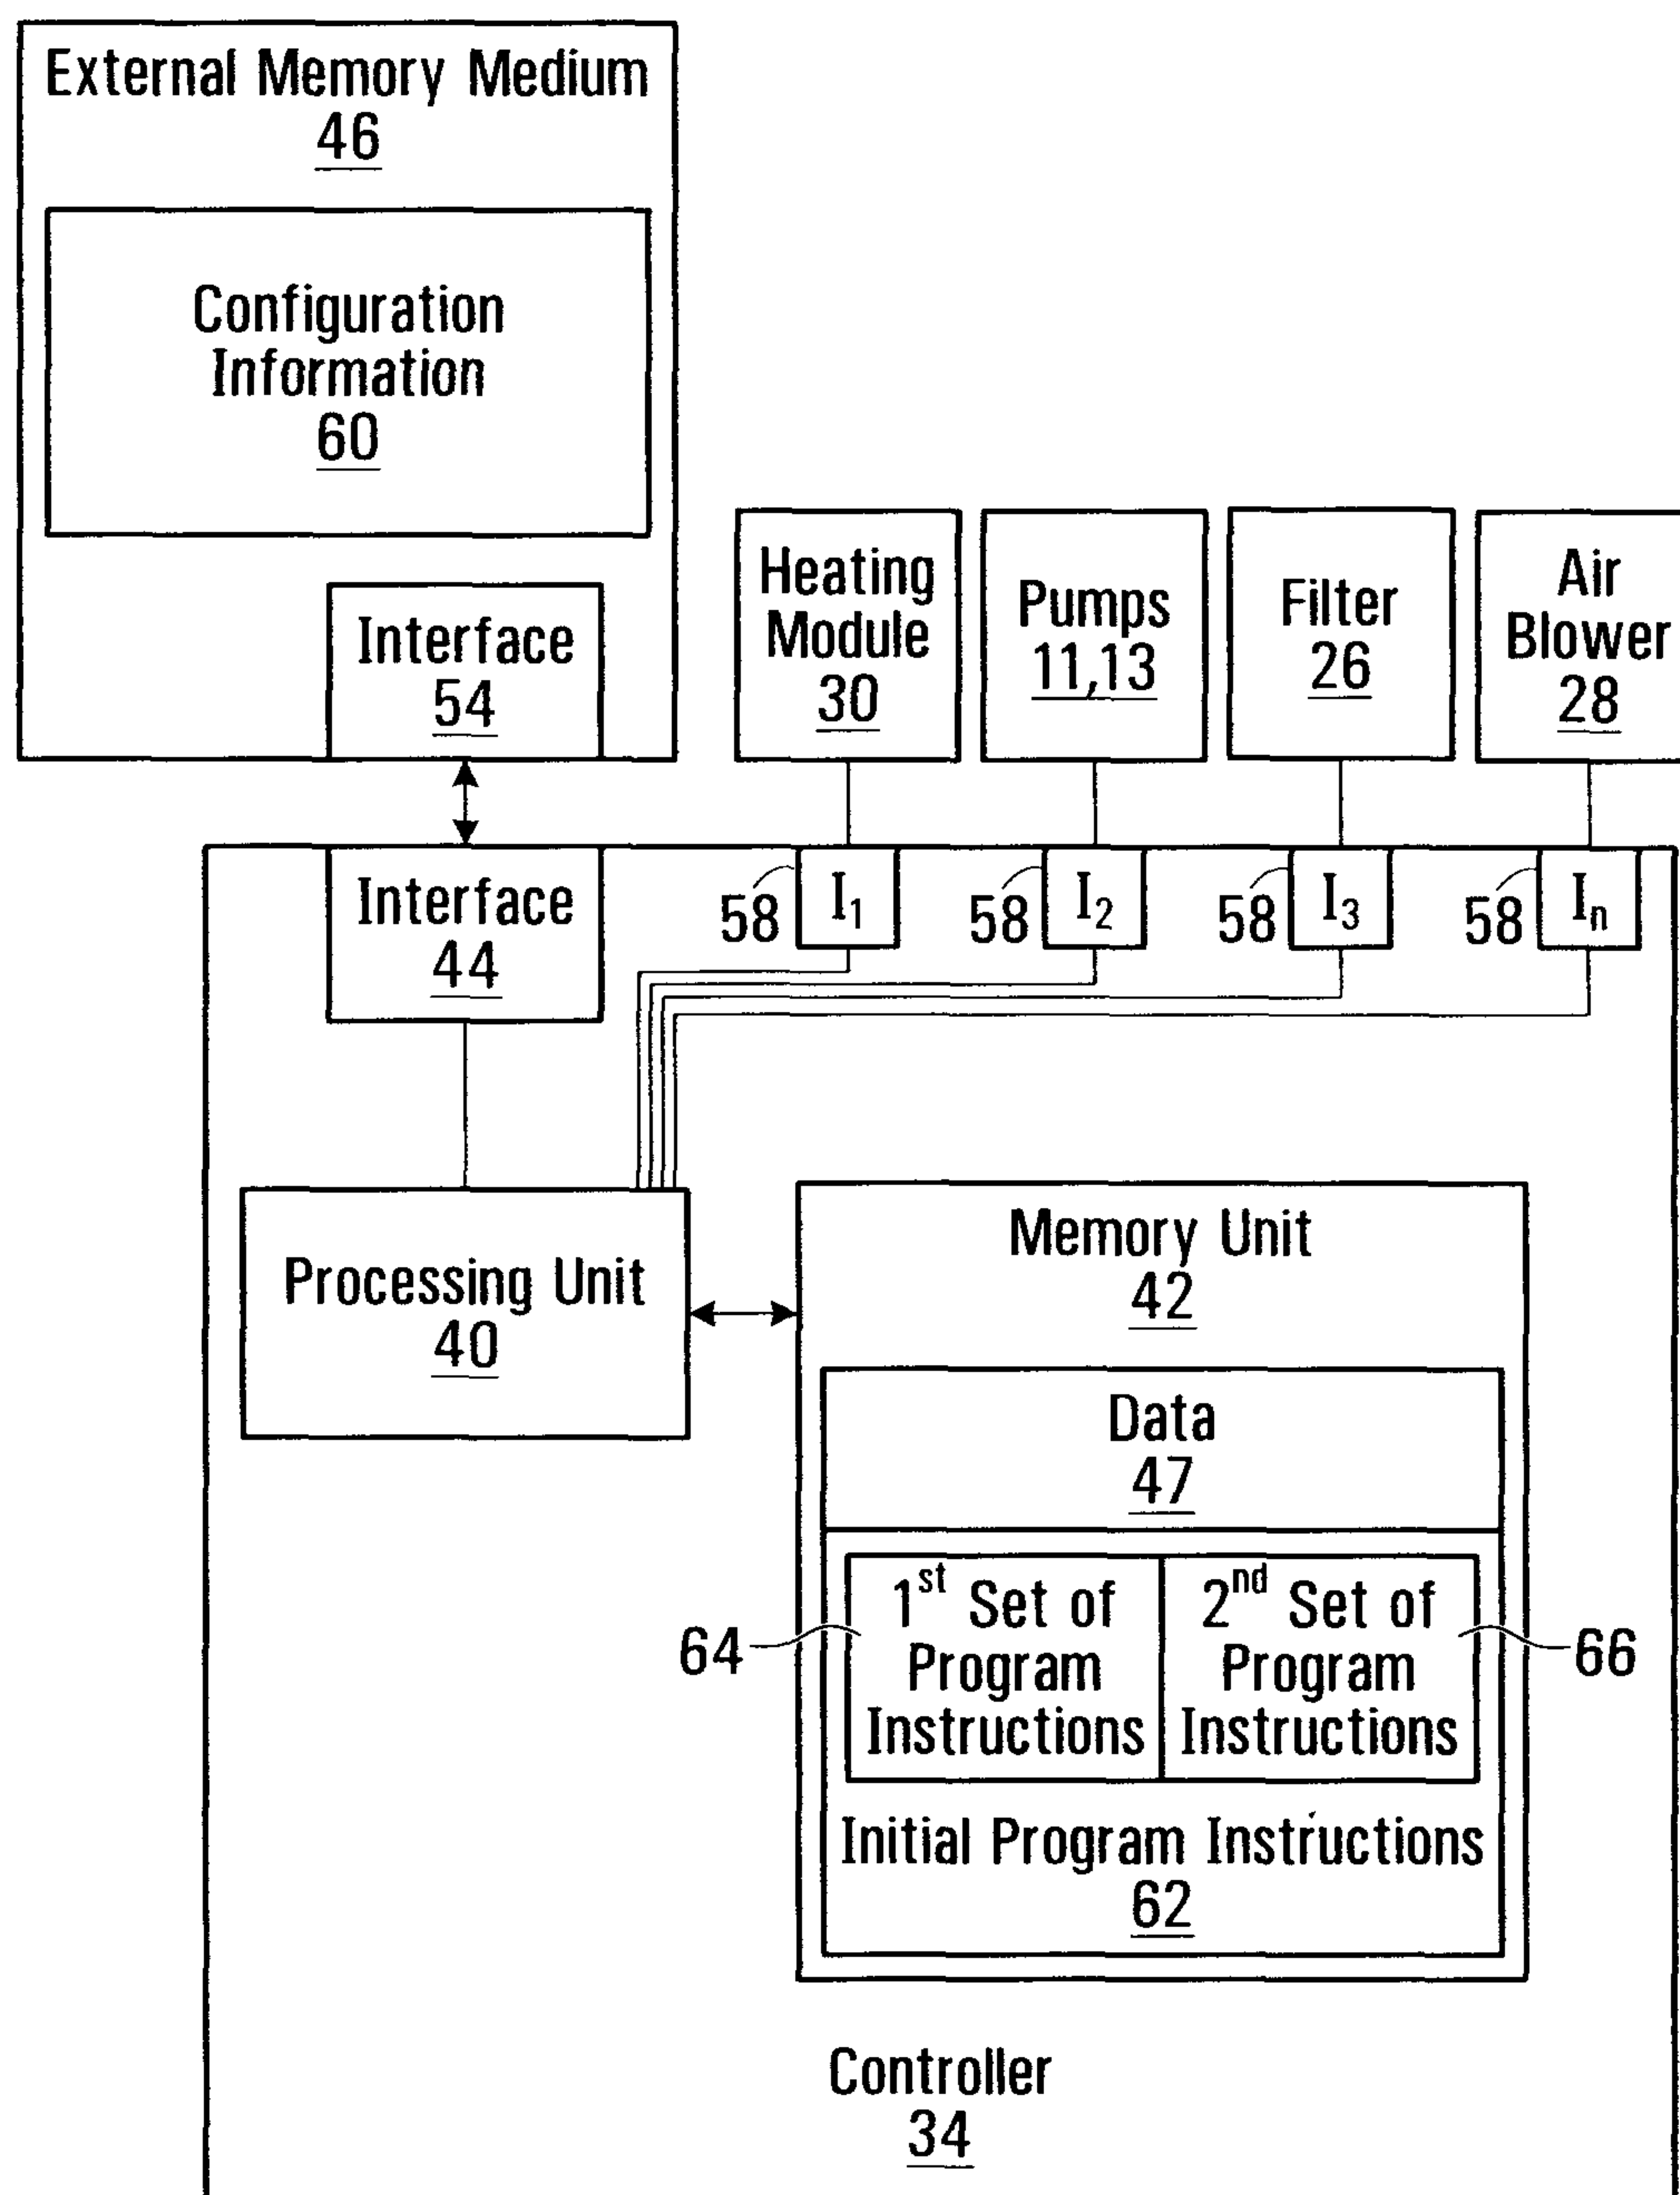 External Memory Medium
46
Configuration
Information
60
Interface
54
Heating
Module
30
Pumps
11,13
Filter
26
Air
Blower
28
Interface
44
58
I1
58
I2
58
I3
58
In
Processing Unit
40
Memory Unit
42
Data
47
64
1st Set of
Program
Instructions
2nd Set of
Program
Instructions
66
Initial Program Instructions
62
Controller
34